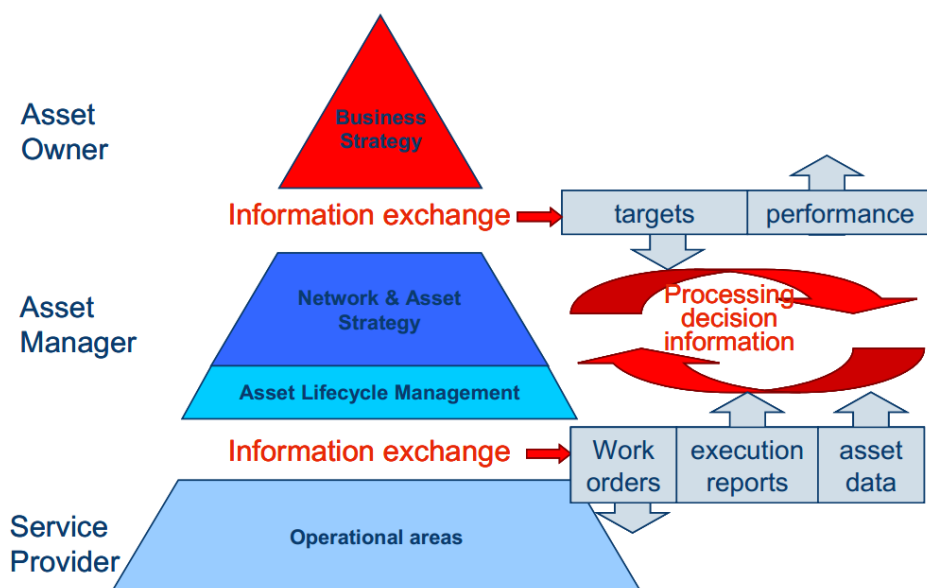 Asset
Owner
Business
Strategy
Information exchange
targets
performance
Asset
Manager
Network & Asset
Strategy
Asset Lifecycle Management
Processing
decision
information
Information exchange
Work
orders
execution
reports
asset
data
Service
Provider
Operational areas